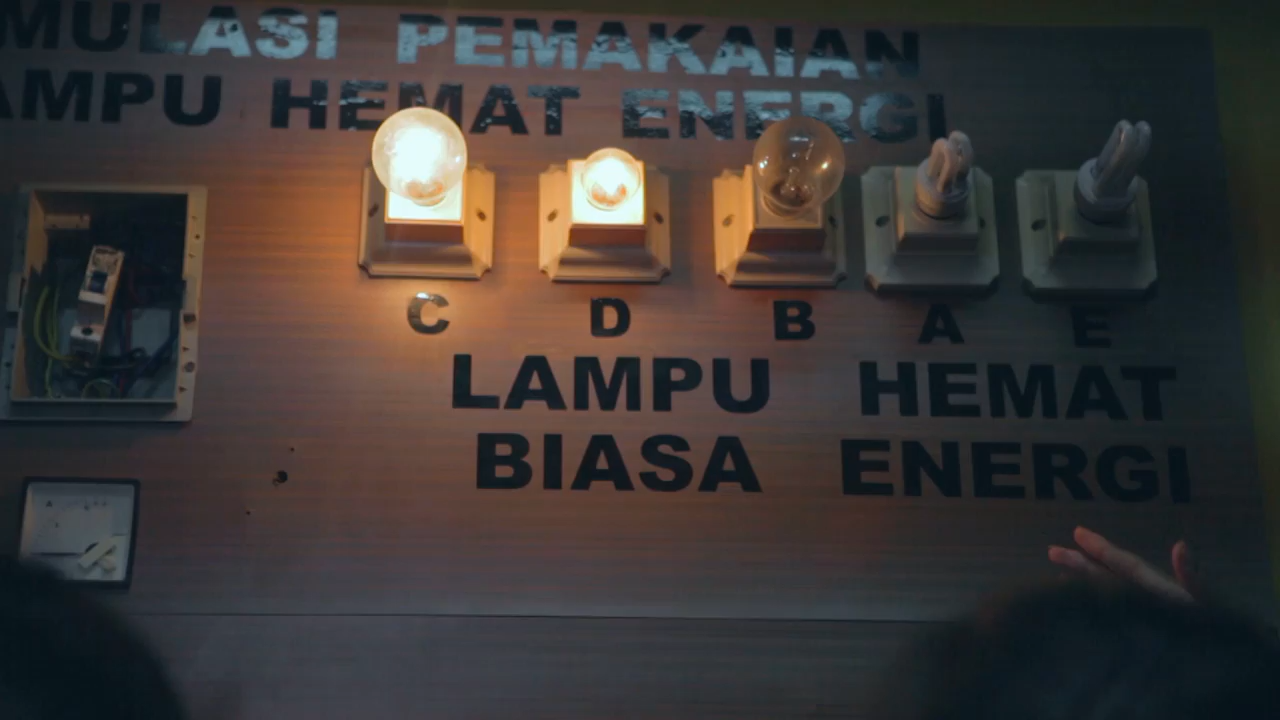 MULASI PEMAKAIAN
AMPU HEMAT ENERGI
C D B A E
LAMPU HEMAT
BIASA ENERGI